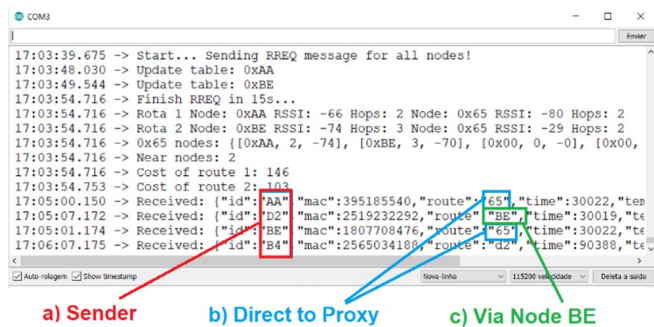 COM3
Enviar
17:03:39.675 -> Start... Sending RREQ message for all nodes!
17:03:48.030 -> Update table: 0xAA
17:03:49.544 -> Update table: 0xBE
17:03:54.716 -> Finish RREQ in 15s...
17:03:54.716 -> Rota 1 Node: 0xAA RSSI: -66 Hops: 2 Node: 0x65 RSSI: -80 Hops: 2
17:03:54.716 -> Rota 2 Node: 0xBE RSSI: -74 Hops: 3 Node: 0x65 RSSI: -29 Hops: 2
17:03:54.716 -> 0x65 nodes: {[0xAA, 2, -74], [0xBE, 3, -70], [0x00, 0, -0], [0x00,
17:03:54.716 -> Near nodes: 2
17:03:54.716 -> Cost of route 1: 146
17:03:54.753 -> Cost of route 2: 103
17:05:00.150 -> Received: {"id":"AA" "mac":395185540,"route":"65","time":30022,"tem
17:05:07.172 -> Received: {"id":"D2" "mac":2519232292,"route":"BE","time":30019,"te
17:05:01.174 -> Received: {"id":"BE" "mac":1807708476,"route":"65","time":30022,"te
17:06:07.175 -> Received: {"id":"B4" "mac":2565034188,"route":"d2","time":90388,"te
Auto-rolagem Show timestamp Nova-linha 115200 velocidade Deleta a saida
a) Sender b) Direct to Proxy c) Via Node BE